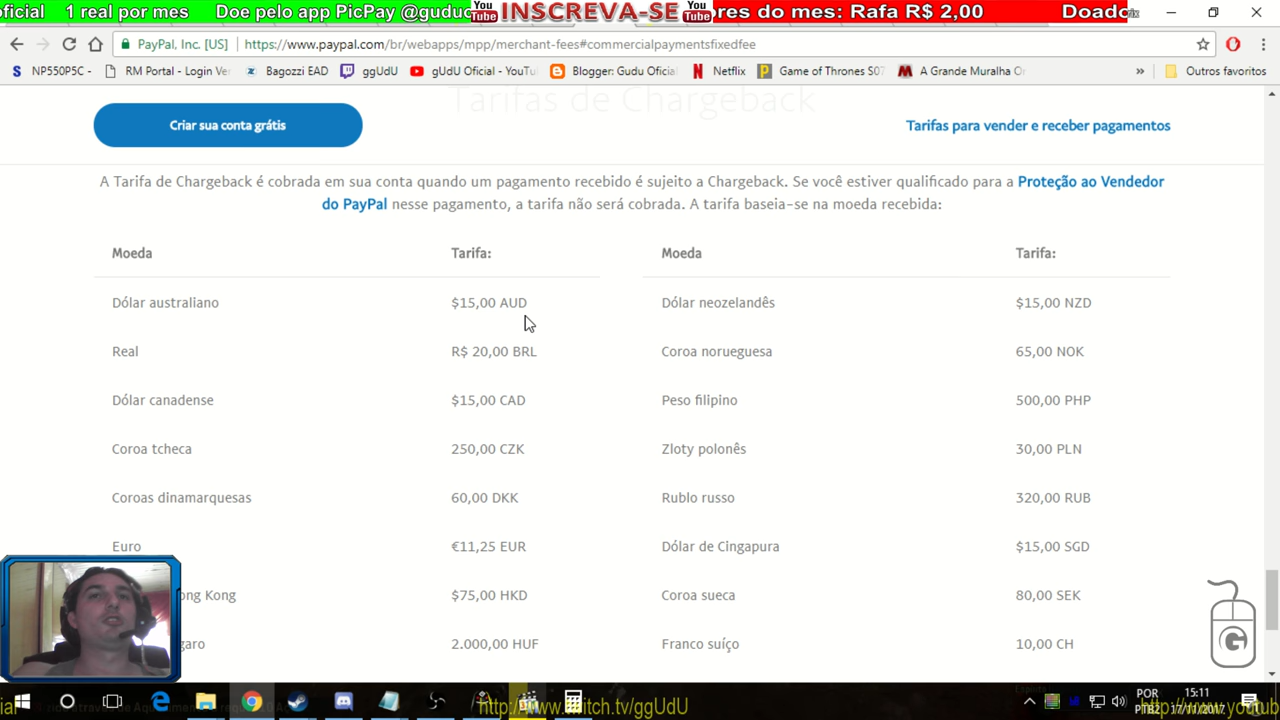 oficial 1 real por mes Doe pelo app PicPay @guduc
You Tube INSCREVA-SE You Tube
ores do mes: Rafa R$ 2,00 Doado
PayPal, Inc. [US] https://www.paypal.com/br/webapps/mpp/merchant-fees#commercialpaymentsfixedfee
NP550P5C - RM Portal - Login Ve Bagozzi EAD ggUdU gUdU Oficial - YouTu Blogger: Gudu Oficia Netflix Game of Thrones S07 A Grande Muralha Or » Outros favoritos
Tarifas de Chargeback
Criar sua conta grátis
Tarifas para vender e receber pagamentos
A Tarifa de Chargeback é cobrada em sua conta quando um pagamento recebido é sujeito a Chargeback. Se você estiver qualificado para a Proteção ao Vendedor
do PayPal nesse pagamento, a tarifa não será cobrada. A tarifa baseia-se na moeda recebida:
Moeda Tarifa: Moeda Tarifa:
Dólar australiano $15,00 AUD Dólar neozelandês $15,00 NZD
Real R$ 20,00 BRL Coroa norueguesa 65,00 NOK
Dólar canadense $15,00 CAD Peso filipino 500,00 PHP
Coroa tcheca 250,00 CZK Zloty polonês 30,00 PLN
Coroas dinamarquesas 60,00 DKK Rublo russo 320,00 RUB
Euro €11,25 EUR Dólar de Cingapura $15,00 SGD
ong Kong $75,00 HKD Coroa sueca 80,00 SEK
garo 2.000,00 HUF Franco suíço 10,00 CH
G
http://www.twitch.tv/ggUdU
POR 15:11
PTB2 17/11/2017